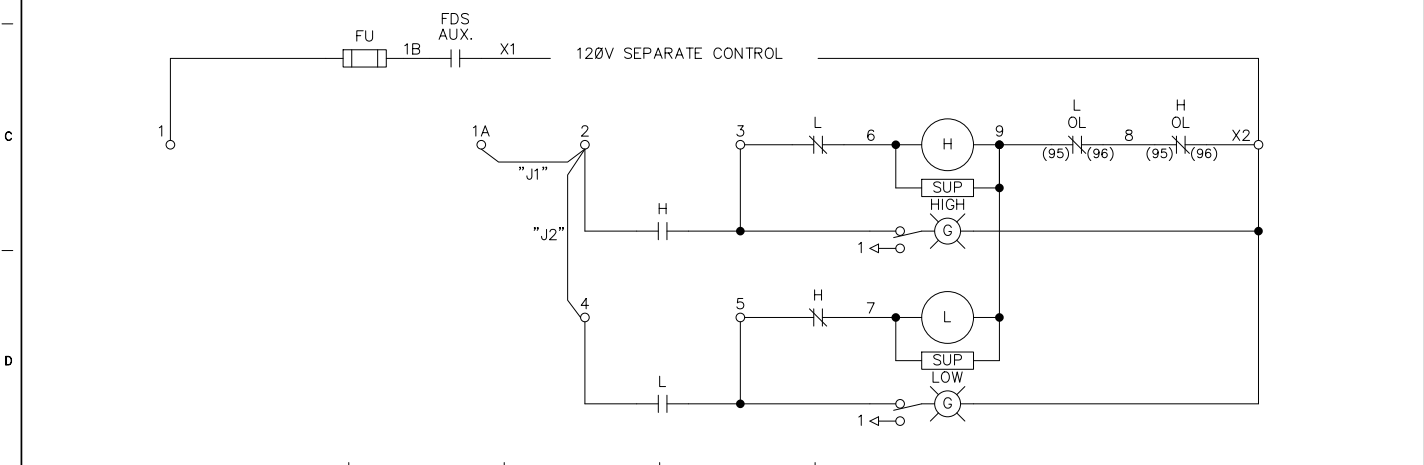 FDS
AUX.
FU
1B
X1
120V SEPARATE CONTROL
L
OL
H
OL
C
1
1A
2
3
L
6
H
9
(95) (96)
8
(95) (96)
X2
"J1"
SUP
HIGH
H
"J2"
G
1
4
5
H
7
L
D
SUP
LOW
L
G
1